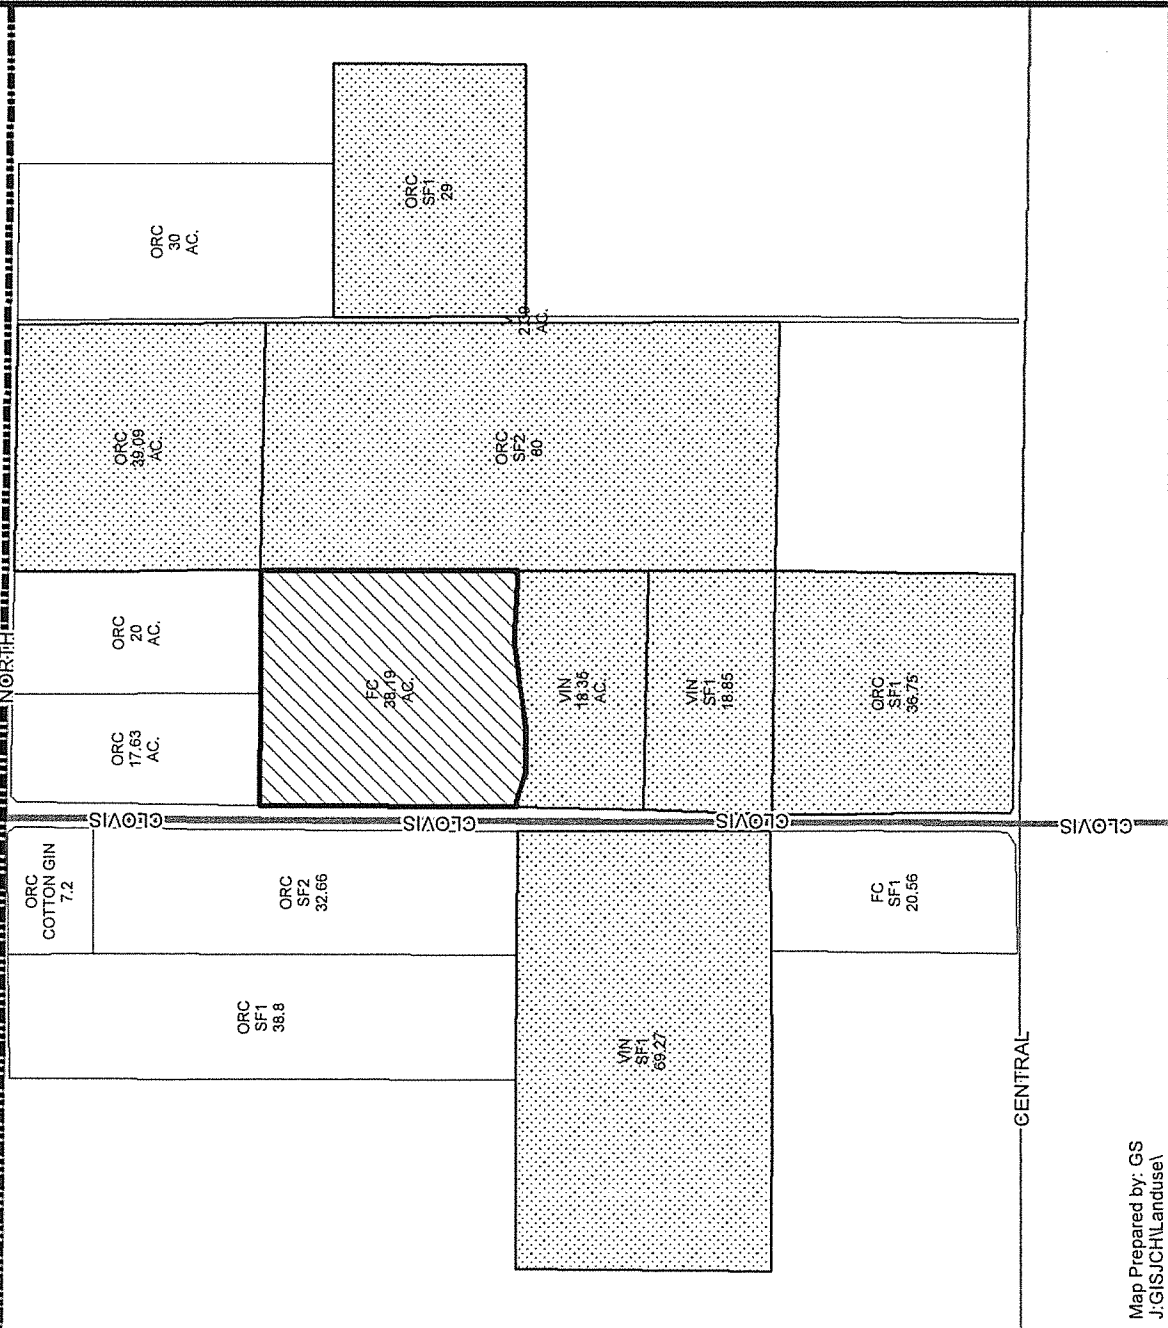 NORTH
ORC
30
AC.
ORC
SF1
29
ORC
39.09
AC.
2.39
AC.
ORC
SF2
80
ORC
20
AC.
ORC
17.63
AC.
FC
38.19
AC.
VIN
18.35
AC.
VIN
SF1
18.85
ORC
SF1
36.75
CLOVIS
CLOVIS
CLOVIS
CLOVIS
ORC
COTTON GIN
7.2
ORC
SF2
32.66
FC
SF1
20.56
ORC
SF1
38.8
VIN
SF1
69.27
CENTRAL
Map Prepared by: GS
J:GISJCH\Landuse\